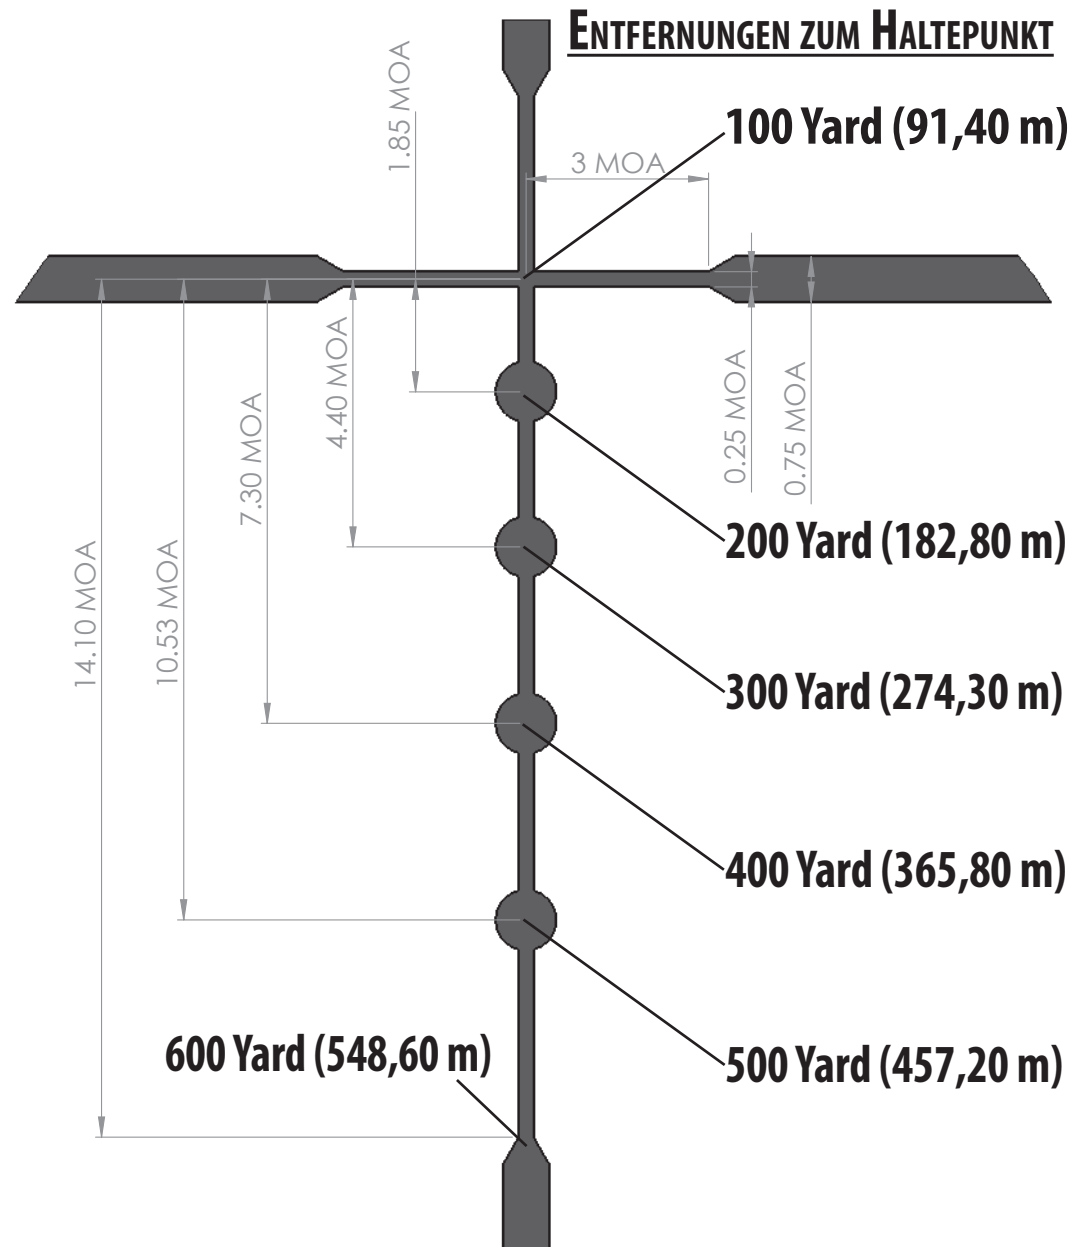 ENTFERNUNGEN ZUM HALTEPUNKT
100 Yard (91,40 m)
1.85 MOA
3 MOA
4.40 MOA
7.30 MOA
10.53 MOA
14.10 MOA
0.25 MOA
0.75 MOA
200 Yard (182,80 m)
300 Yard (274,30 m)
400 Yard (365,80 m)
600 Yard (548,60 m)
500 Yard (457,20 m)